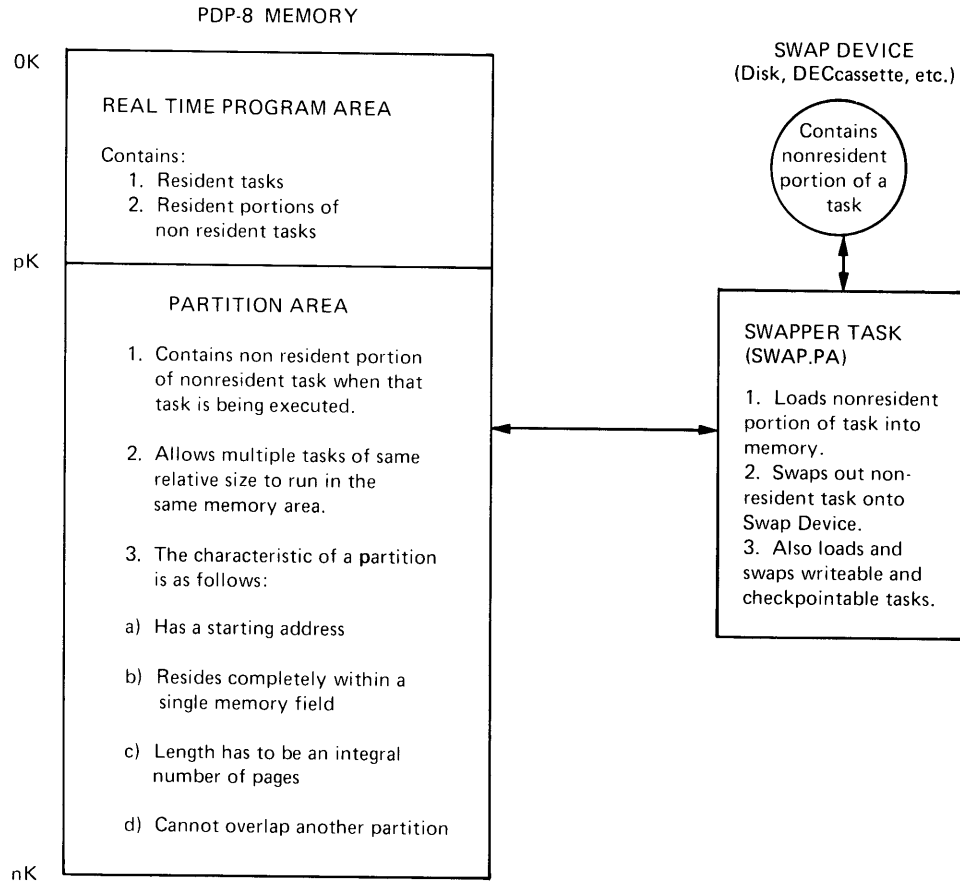 PDP-8 MEMORY
0K
REAL TIME PROGRAM AREA
Contains:
1. Resident tasks
2. Resident portions of
non resident tasks
pK
PARTITION AREA
1. Contains non resident portion
of nonresident task when that
task is being executed.
2. Allows multiple tasks of same
relative size to run in the
same memory area.
3. The characteristic of a partition
is as follows:
a) Has a starting address
b) Resides completely within a
single memory field
c) Length has to be an integral
number of pages
d) Cannot overlap another partition
nK
SWAP DEVICE
(Disk, DECcassette, etc.)
Contains
nonresident
portion of a
task
SWAPPER TASK
(SWAP.PA)
1. Loads nonresident
portion of task into
memory.
2. Swaps out non-
resident task onto
Swap Device.
3. Also loads and
swaps writeable and
checkpointable tasks.